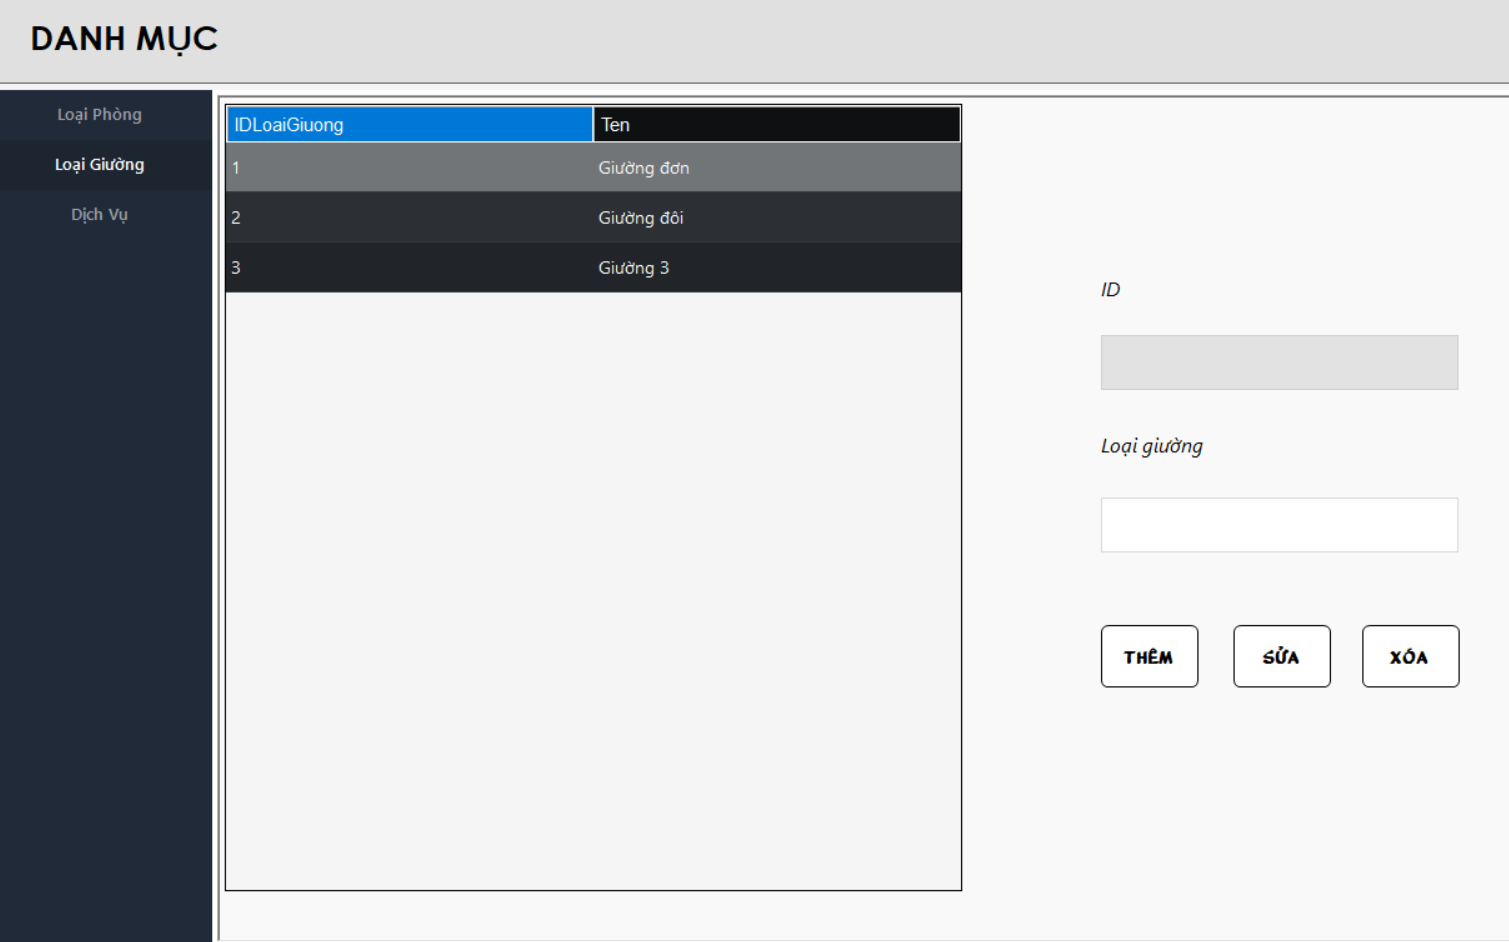 DANH MỤC
Loại Phòng
Loại Giường
Dịch Vụ
IDLoaiGiuong Ten
1 Giường đơn
2 Giường đôi
3 Giường 3
ID
Loại giường
THÊM SỬA XÓA